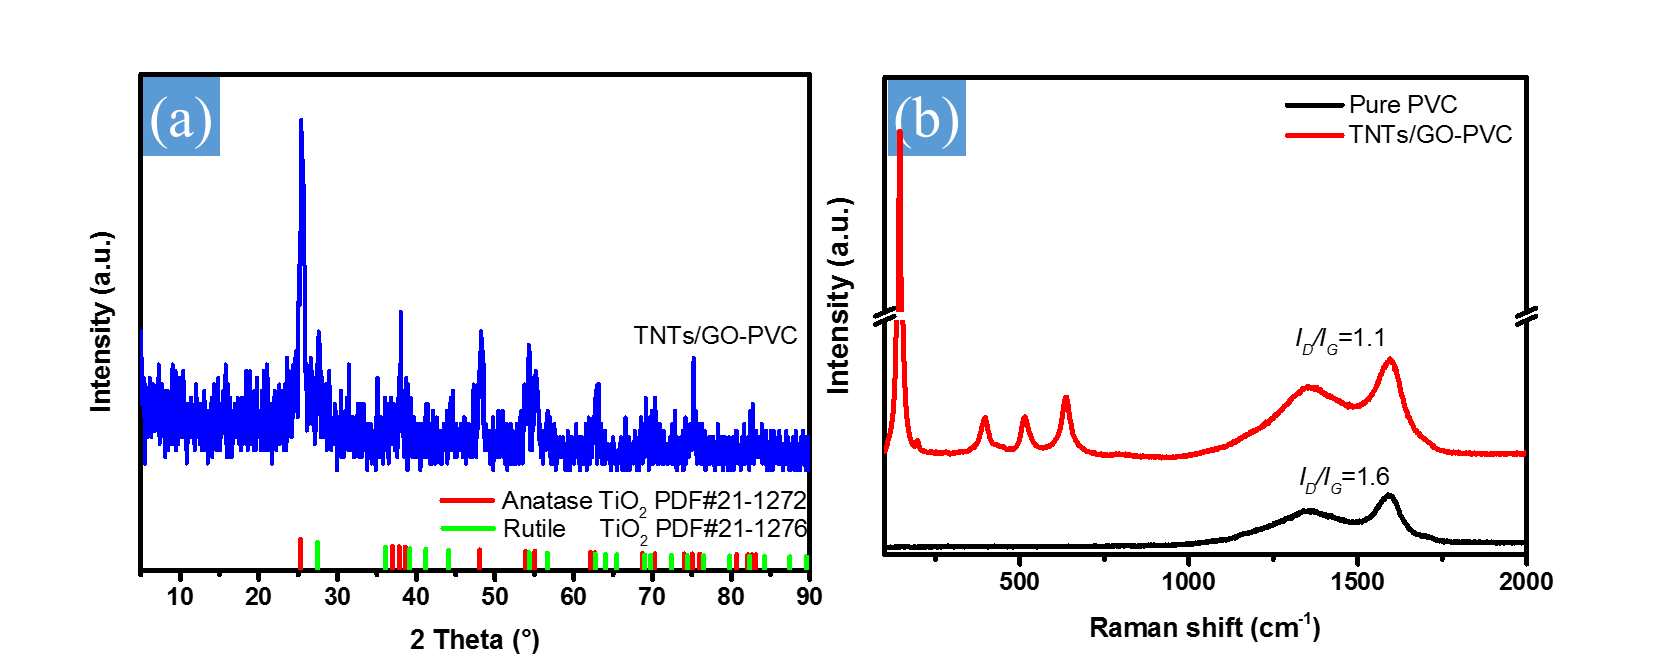 (a)
Intensity (a.u.)
TNTs/GO-PVC
Anatase TiO2 PDF#21-1272
Rutile TiO2 PDF#21-1276
10 20 30 40 50 60 70 80 90
2 Theta (°)
(b)
Pure PVC
TNTs/GO-PVC
Intensity (a.u.)
ID/IG=1.1
ID/IG=1.6
500 1000 1500 2000
Raman shift (cm-1)